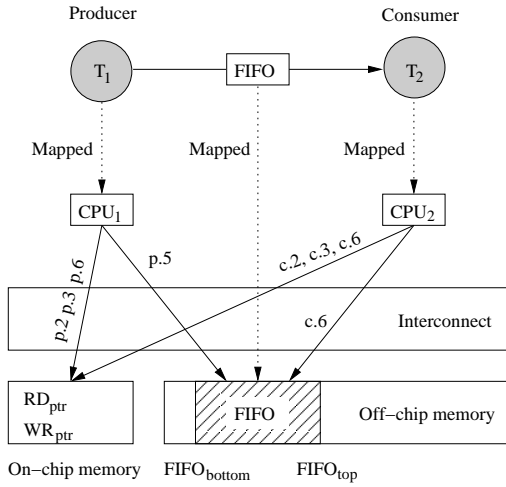 Producer
Consumer
T1
FIFO
T2
Mapped
Mapped
Mapped
CPU1
CPU2
p.2 p.3 p.6
p.5
c.2, c.3, c.6
c.6
Interconnect
RDptr
WRptr
FIFO
Off−chip memory
On−chip memory
FIFObottom
FIFOtop